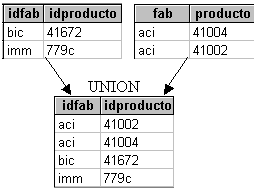 idfab idproducto
bic 41672
imm 779c
fab producto
aci 41004
aci 41002
UNION
idfab idproducto
aci 41002
aci 41004
bic 41672
imm 779c